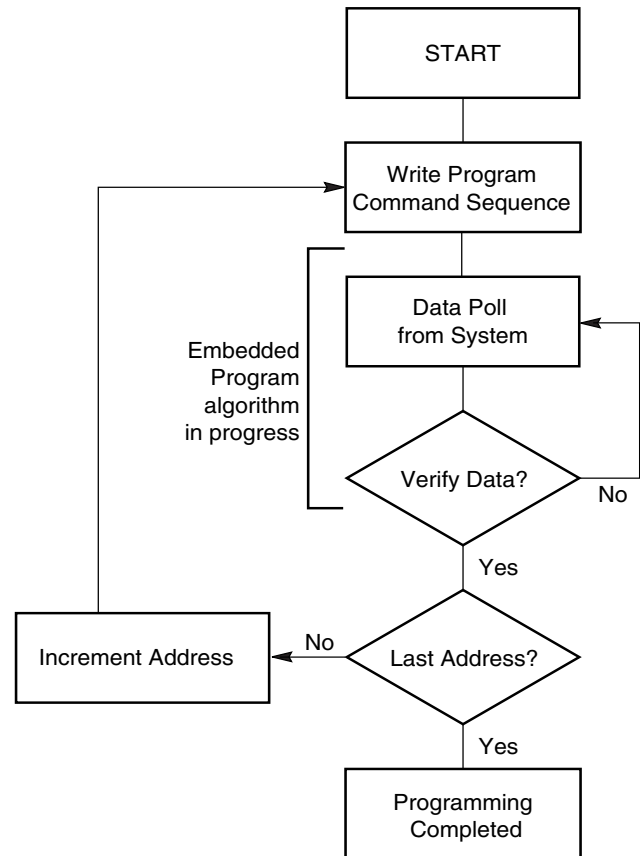 START
Write Program
Command Sequence
Data Poll
from System
Embedded
Program
algorithm
in progress
Verify Data?
No
Yes
Increment Address
No
Last Address?
Yes
Programming
Completed